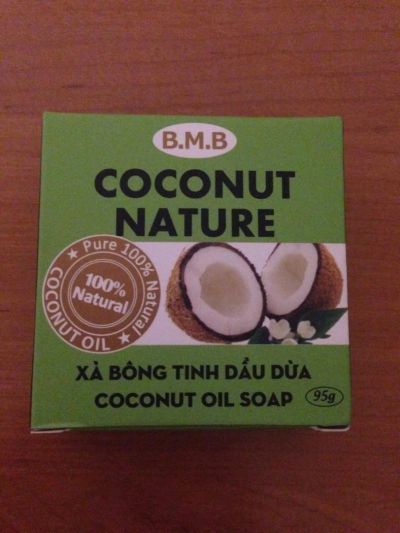 B.M.B
COCONUT
NATURE
Pure 100% Natural
COCONUT OIL
100%
Natural
XÀ BÔNG TINH DẦU DỪA
COCONUT OIL SOAP 95g